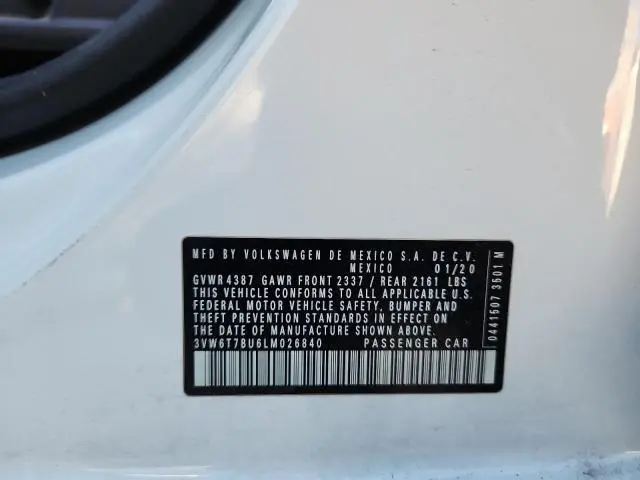 MFD BY VOLKSWAGEN DE MEXICO S.A. DE C.V.
MEXICO 01/20
GVWR 4387 GAWR FRONT 2337 / REAR 2161 LBS
THIS VEHICLE CONFORMS TO ALL APPLICABLE U.S.
FEDERAL MOTOR VEHICLE SAFETY, BUMPER AND
THEFT PREVENTION STANDARDS IN EFFECT ON
THE DATE OF MANUFACTURE SHOWN ABOVE.
3VW6T7BU6LM026840 PASSENGER CAR
0441507 3501 M